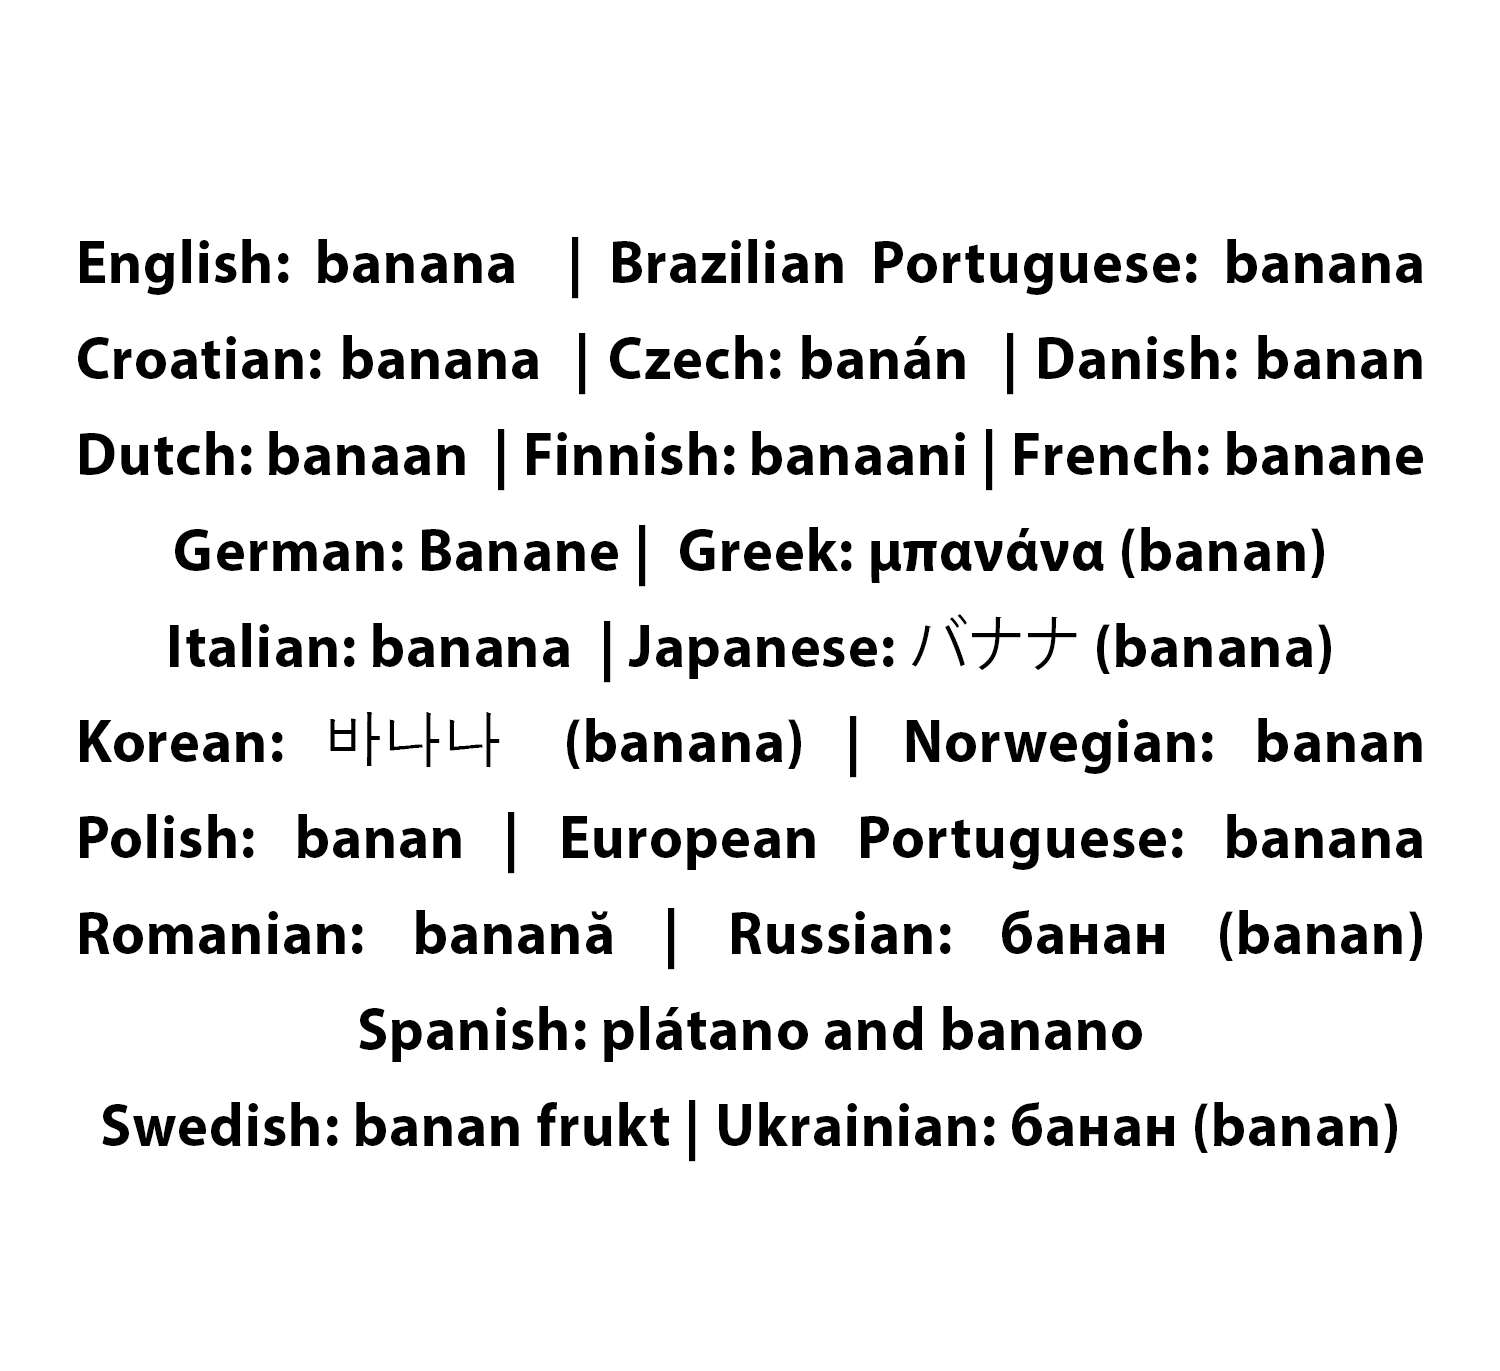 English: banana | Brazilian Portuguese: banana
Croatian: banana | Czech: banán | Danish: banan
Dutch: banaan | Finnish: banaani | French: banane
German: Banane | Greek: μπανάνα (banan)
Italian: banana | Japanese: バナナ (banana)
Korean: 바나나 (banana) | Norwegian: banan
Polish: banan | European Portuguese: banana
Romanian: banană | Russian: банан (banan)
Spanish: plátano and banano
Swedish: banan frukt | Ukrainian: банан (banan)